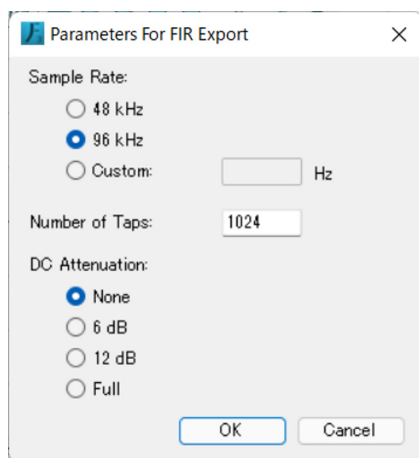 Parameters For FIR Export
Sample Rate:
48 kHz
96 kHz
Custom:
Hz
Number of Taps:
1024
DC Attenuation:
None
6 dB
12 dB
Full
OK
Cancel